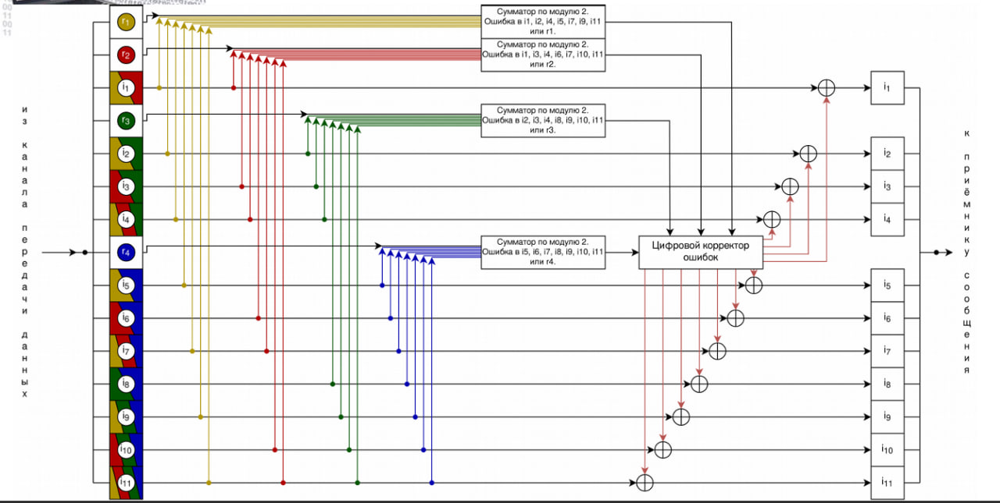 00
11
00
11
из канала передачи данных
r1
r2
i1
r3
i2
i3
i4
r4
i5
i6
i7
i8
i9
i10
i11
Сумматор по модулю 2.
Ошибка в i1, i2, i4, i5, i7, i9, i11
или r1.
Сумматор по модулю 2.
Ошибка в i1, i3, i4, i6, i7, i10, i11
или r2.
Сумматор по модулю 2.
Ошибка в i2, i3, i4, i8, i9, i10, i11
или r3.
Сумматор по модулю 2.
Ошибка в i5, i6, i7, i8, i9, i10, i11
или r4.
Цифровой корректор
ошибок
i1
i2
i3
i4
i5
i6
i7
i8
i9
i10
i11
к приёмнику сообщения